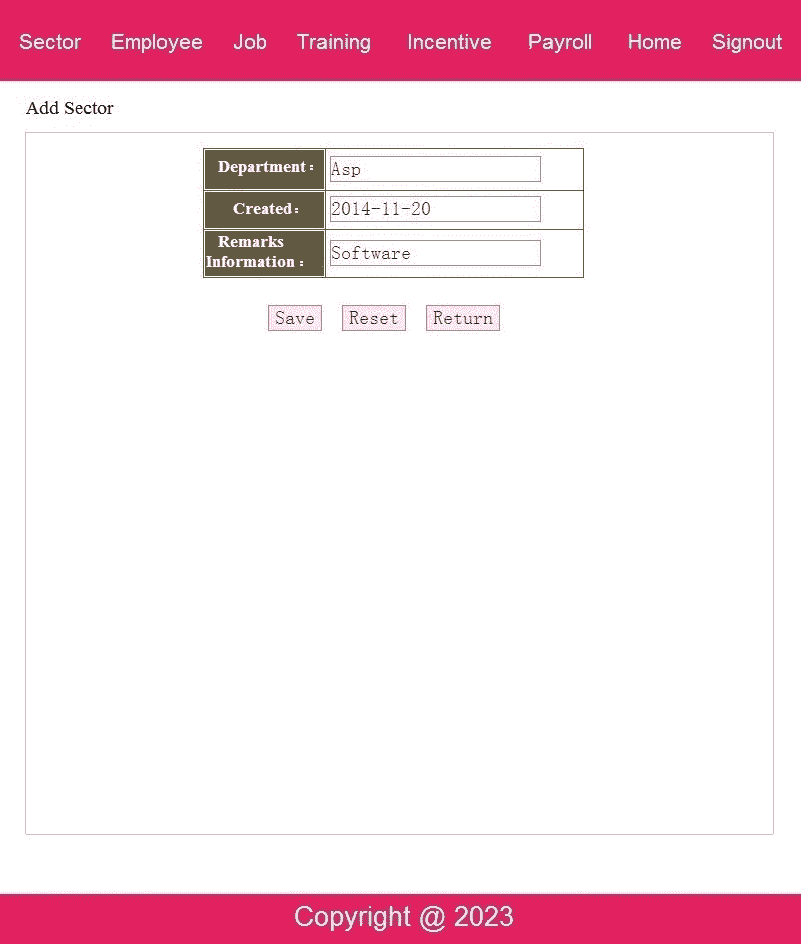 Sector Employee Job Training Incentive Payroll Home Signout
Add Sector
Department： Asp
Created： 2014-11-20
Remarks
Information： Software
Save Reset Return
Copyright @ 2023